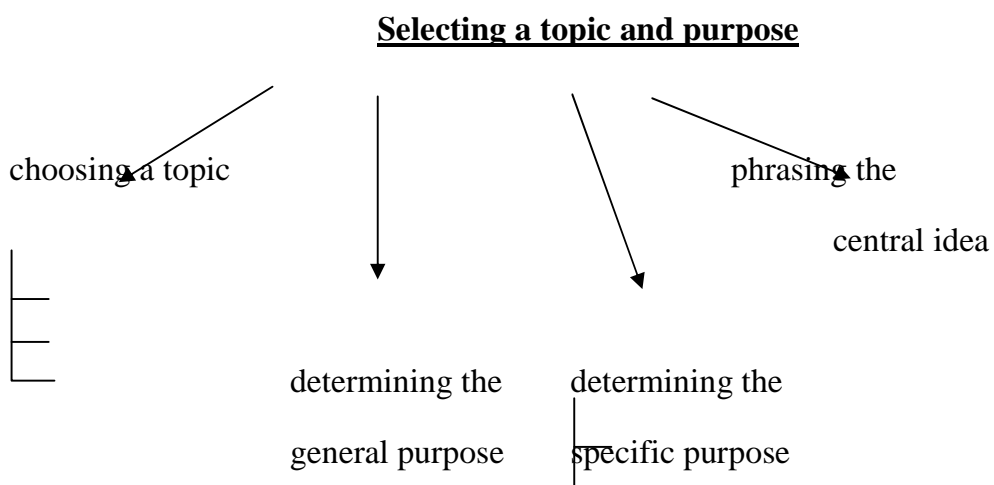 Selecting a topic and purpose
choosing a topic
phrasing the
central idea
determining the
general purpose
determining the
specific purpose